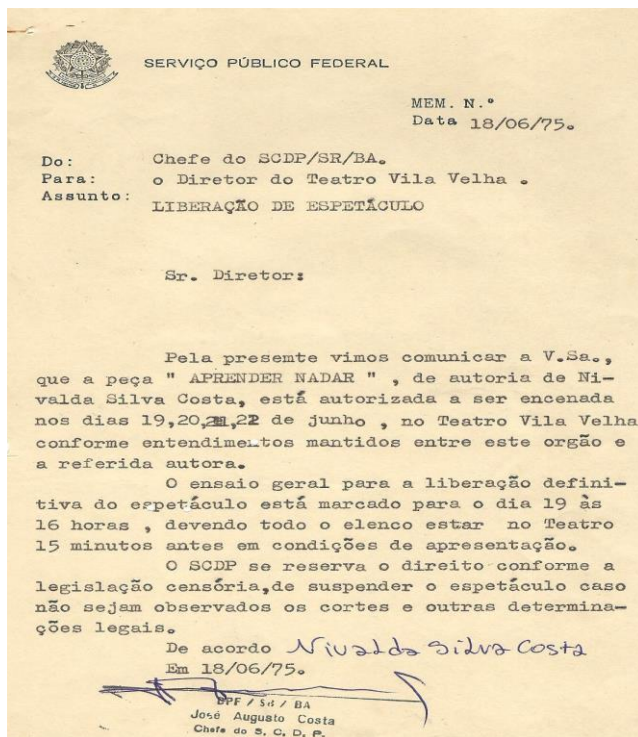 SERVIÇO PÚBLICO FEDERAL
MEM. N.º
Data 18/06/75.
Do: Chefe do SCDP/SR/BA.
Para: o Diretor do Teatro Vila Velha .
Assunto: LIBERAÇÃO DE ESPETÁCULO
Sr. Diretor:
Pela presemte vimos comunicar a V.Sa.,
que a peça " APRENDER NADAR " , de autoria de Ni-
valda Silva Costa, está autorizada a ser encenada
nos dias 19,20,21,22 de junho , no Teatro Vila Velha
conforme entendimentos mantidos entre este orgão e
a referida autora.
O ensaio geral para a liberação defini-
tiva do espetáculo está marcado para o dia 19 às
16 horas , devendo todo o elenco estar no Teatro
15 minutos antes em condições de apresentação.
O SCDP se reserva o direito conforme a
legislação censória,de suspender o espetáculo caso
não sejam observados os cortes e outras determina-
ções legais.
De acordo Nivalda Silva Costa
Em 18/06/75.
DPF / SR / BA
José Augusto Costa
Chefe do S. C. D. P.